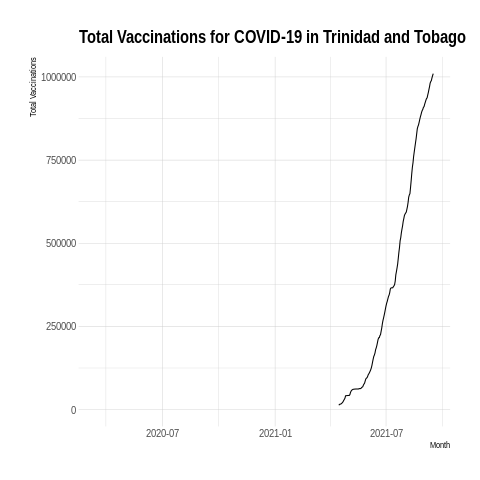 Total Vaccinations for COVID-19 in Trinidad and Tobago
Total Vaccinations
1000000
750000
500000
250000
0
2020-07 2021-01 2021-07
Month